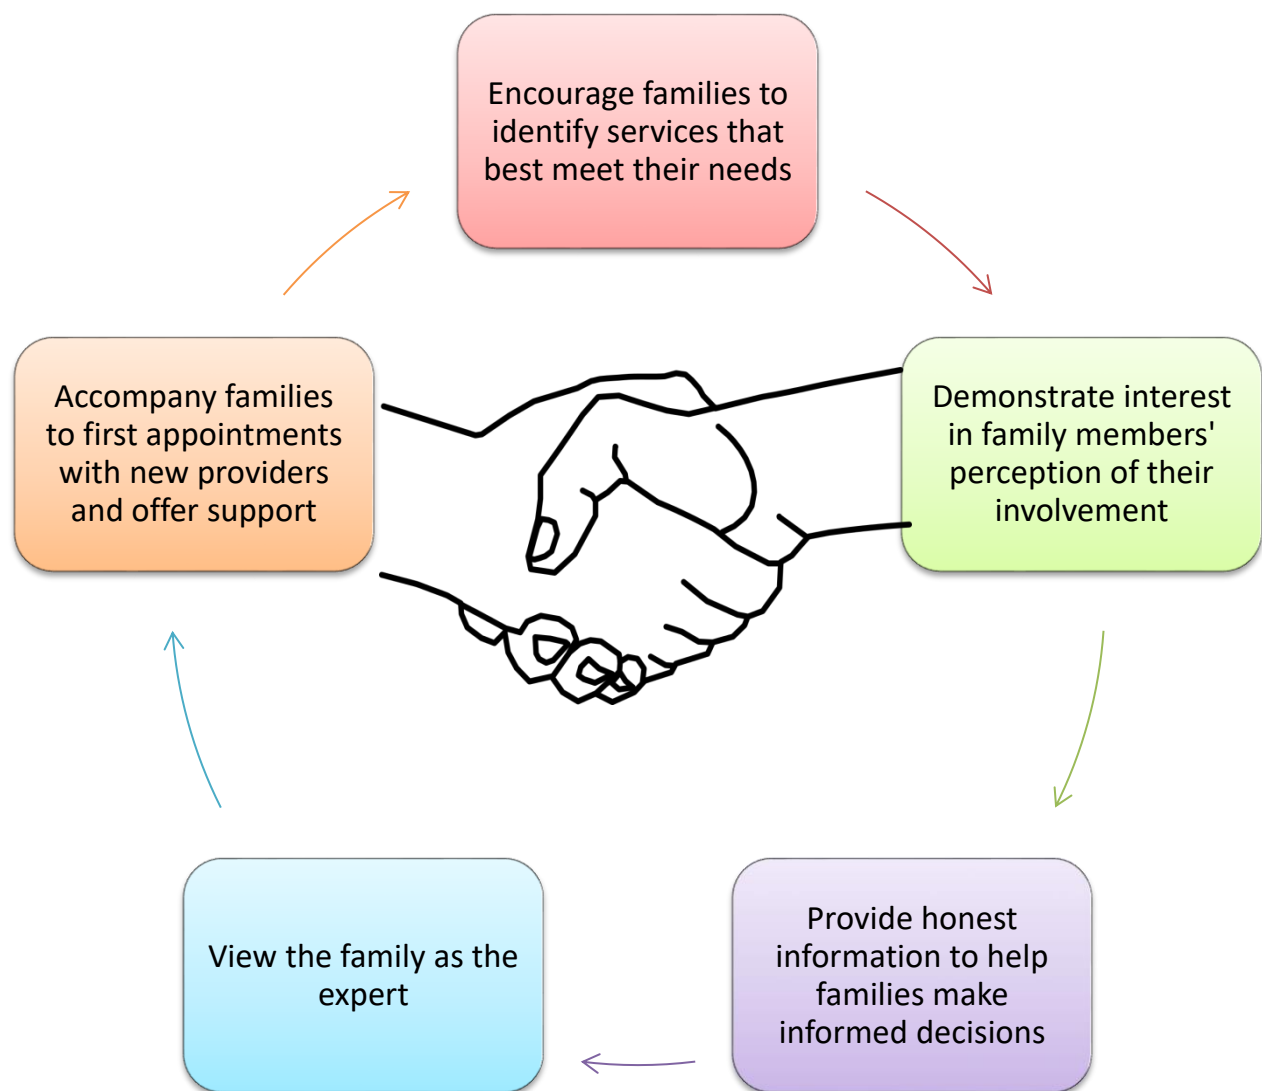 Encourage families to
identify services that
best meet their needs
Demonstrate interest
in family members'
perception of their
involvement
Provide honest
information to help
families make
informed decisions
View the family as the
expert
Accompany families
to first appointments
with new providers
and offer support